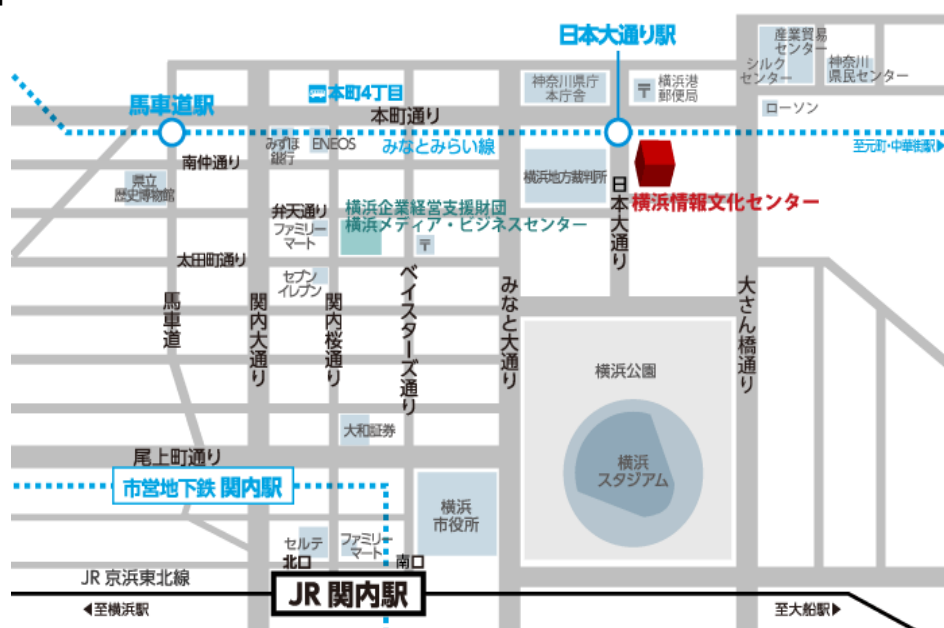 産業貿易
センター
日本大通り駅
シルク
センター
神奈川
県民センター
神奈川県庁
本庁舎
〒
横浜港
郵便局
本町4丁目
馬車道駅
ローソン
本町通り
みずほ
銀行
ENEOS
みなとみらい線
至元町・中華街駅▶
南仲通り
県立
歴史博物館
横浜地方裁判所
日本大通り
横浜情報文化センター
弁天通り
ファミリー
マート
横浜企業経営支援財団
横浜メディア・ビジネスセンター
〒
太田町通り
セブン
イレブン
馬車道
関内大通り
関内桜通り
ベイスターズ通り
みなと大通り
大さん橋通り
横浜公園
大和証券
尾上町通り
横浜
スタジアム
市営地下鉄 関内駅
横浜
市役所
セルテ
ファミリー
マート
北口
南口
JR 京浜東北線
JR 関内駅
◀至横浜駅
至大船駅▶